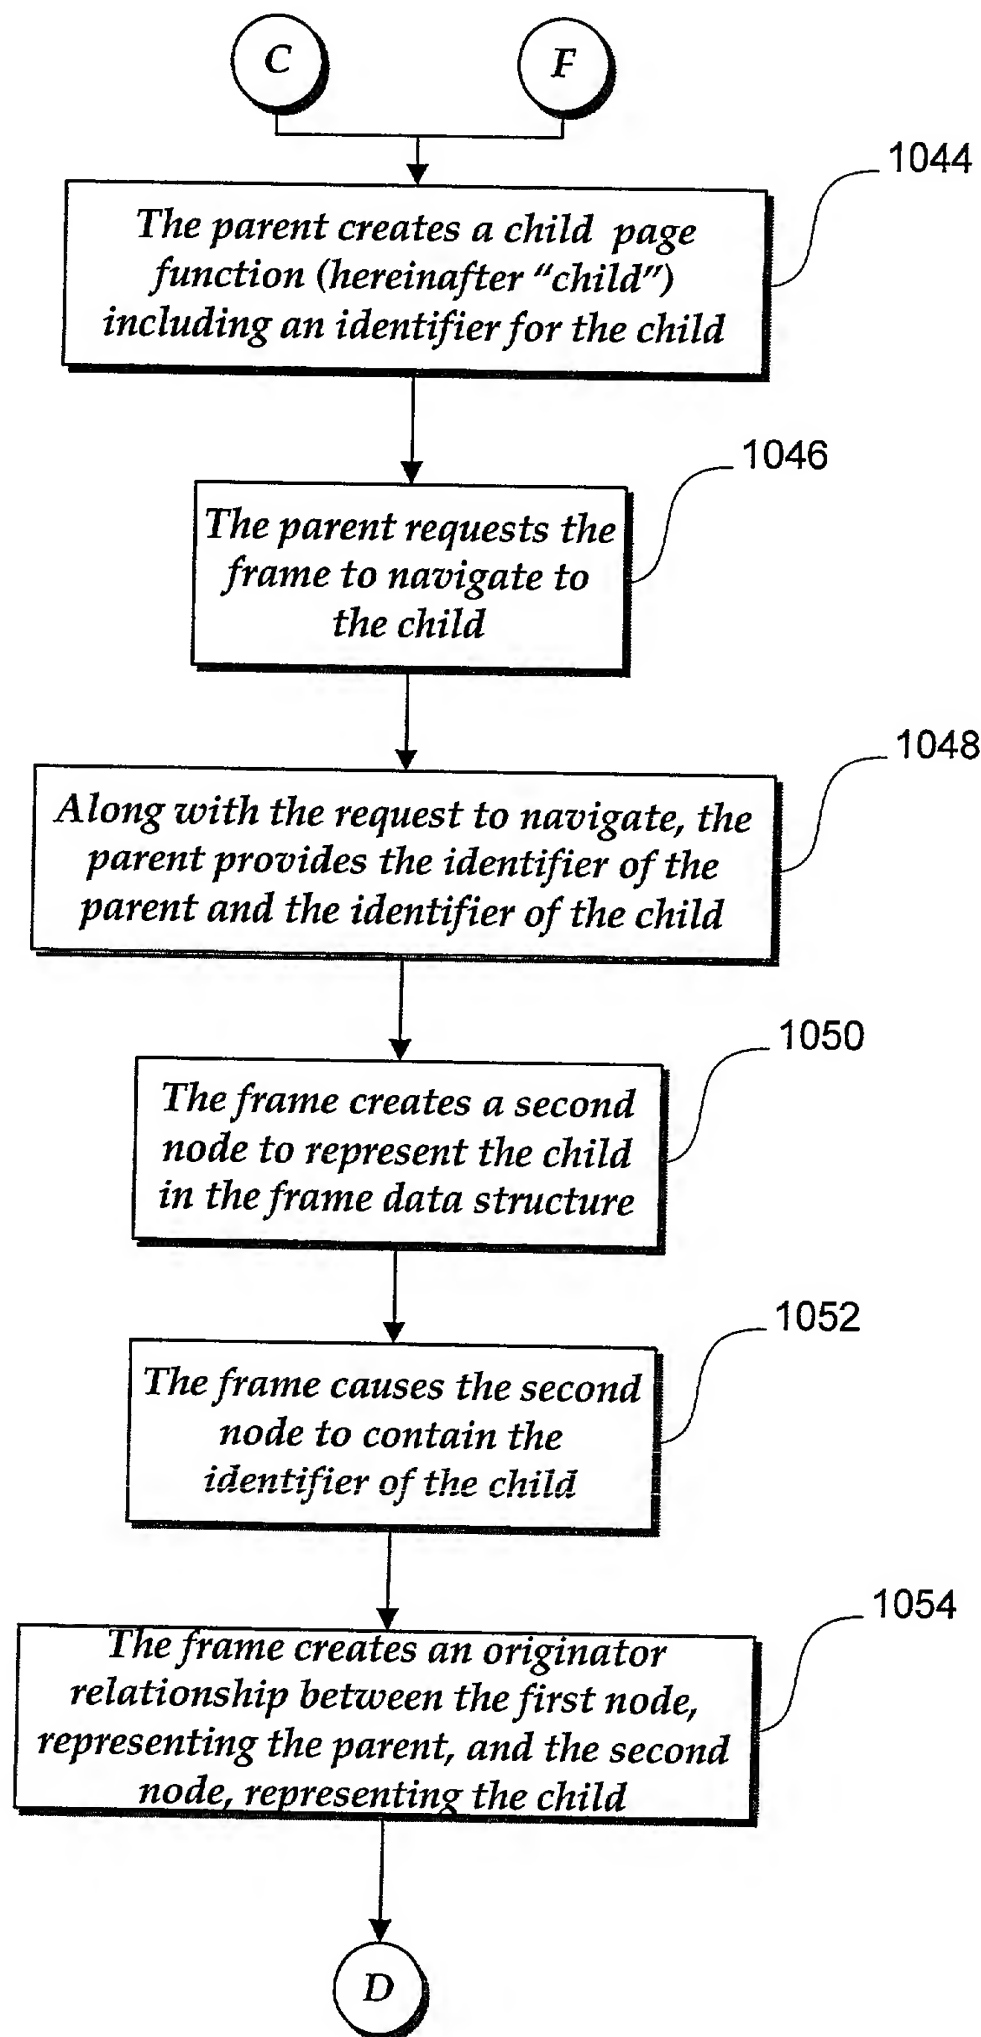 C
F
1044
The parent creates a child page
function (hereinafter “child”)
including an identifier for the child
1046
The parent requests the
frame to navigate to
the child
1048
Along with the request to navigate, the
parent provides the identifier of the
parent and the identifier of the child
1050
The frame creates a second
node to represent the child
in the frame data structure
1052
The frame causes the second
node to contain the
identifier of the child
1054
The frame creates an originator
relationship between the first node,
representing the parent, and the second
node, representing the child
D